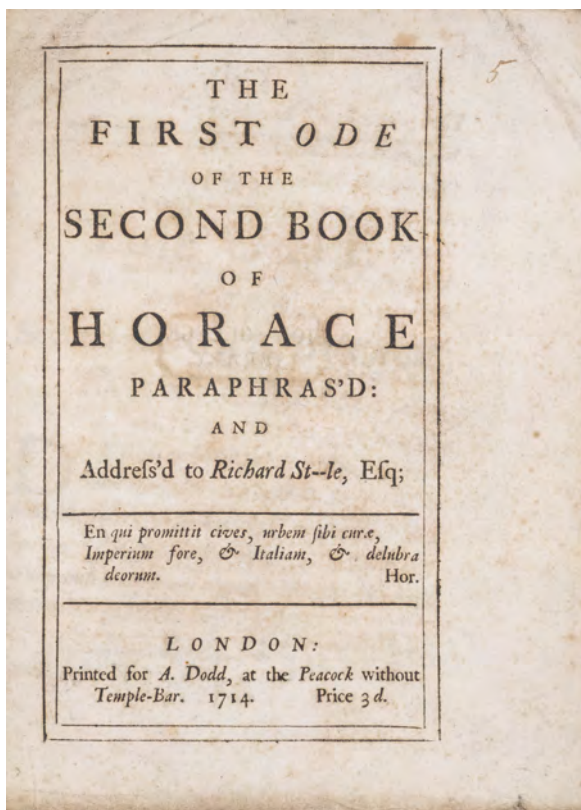 5
THE
FIRST ODE
OF THE
SECOND BOOK
OF
HORACE
PARAPHRAS'D:
AND
Addreſs'd to Richard St--le, Eſq;
En qui promittit cives, urbem ſibi curæ,
Imperium fore, & Italiam, & delubra
deorum. Hor.
LONDON:
Printed for A. Dodd, at the Peacock without
Temple-Bar. 1714. Price 3 d.